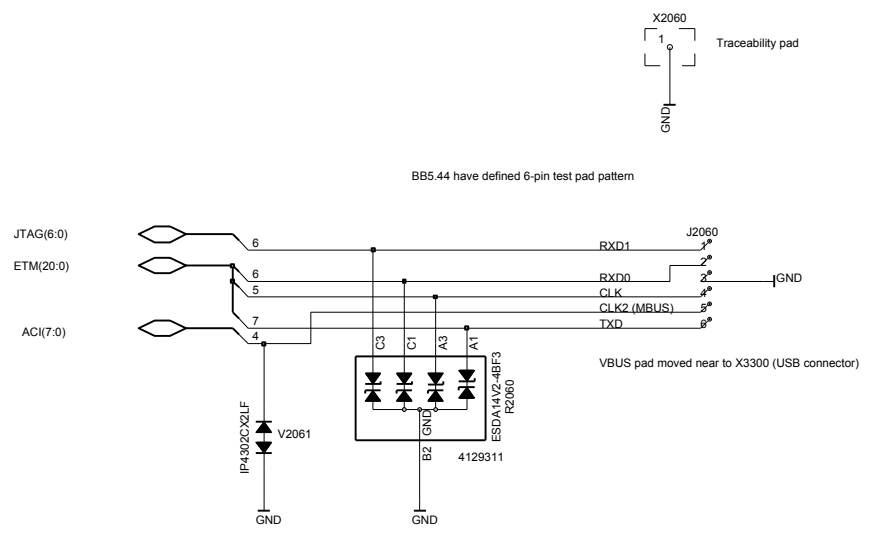 X2060
1
Traceability pad
GND
BB5.44 have defined 6-pin test pad pattern
JTAG(6:0)
6
RXD1
J2060
1
ETM(20:0)
2
6
RXD0
3
GND
5
CLK
4
CLK2 (MBUS)
5
ACI(7:0)
7
TXD
6
4
C3
C1
A3
A1
VBUS pad moved near to X3300 (USB connector)
ESDA14V2-4BF3
R2060
GND
IP4302CX2LF
V2061
B2
4129311
GND
GND